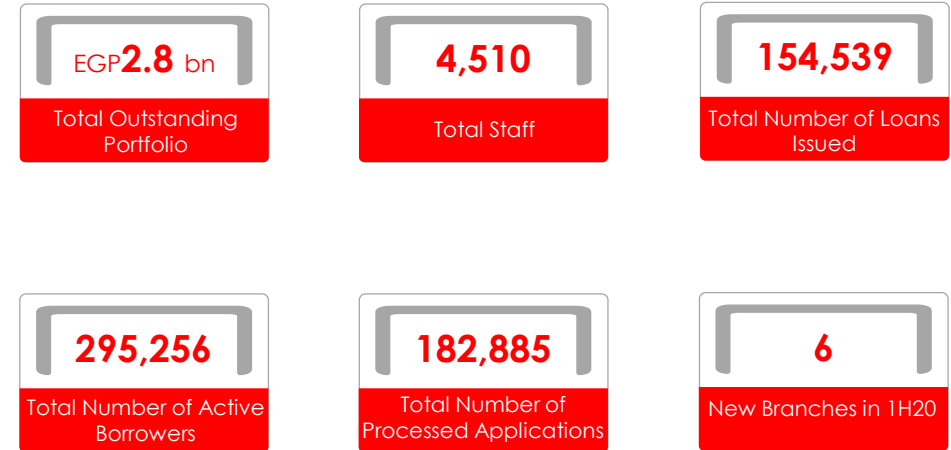 EGP2.8 bn
Total Outstanding
Portfolio
4,510
Total Staff
154,539
Total Number of Loans
Issued
295,256
Total Number of Active
Borrowers
182,885
Total Number of
Processed Applications
6
New Branches in 1H20